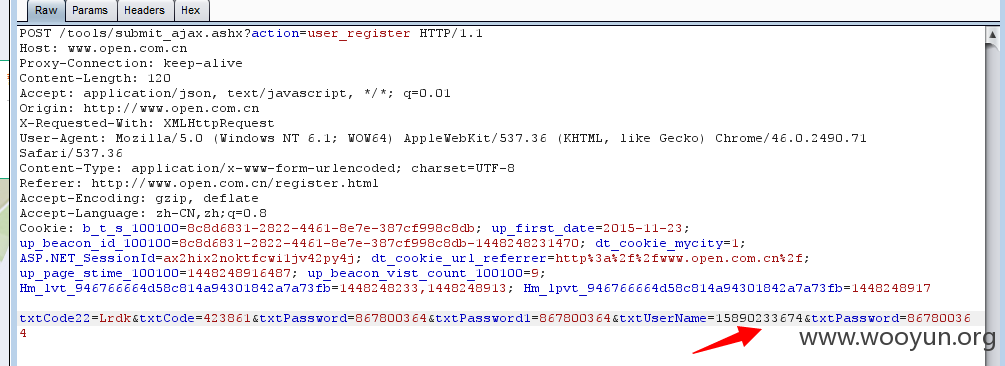 Raw Params Headers Hex
POST /tools/submit_ajax.ashx?action=user_register HTTP/1.1
Host: www.open.com.cn
Proxy-Connection: keep-alive
Content-Length: 120
Accept: application/json, text/javascript, */*; q=0.01
Origin: http://www.open.com.cn
X-Requested-With: XMLHttpRequest
User-Agent: Mozilla/5.0 (Windows NT 6.1; WOW64) AppleWebKit/537.36 (KHTML, like Gecko) Chrome/46.0.2490.71
Safari/537.36
Content-Type: application/x-www-form-urlencoded; charset=UTF-8
Referer: http://www.open.com.cn/register.html
Accept-Encoding: gzip, deflate
Accept-Language: zh-CN,zh;q=0.8
Cookie: b_t_s_100100=8c8d6831-2822-4461-8e7e-387cf998c8db; up_first_date=2015-11-23;
up_beacon_id_100100=8c8d6831-2822-4461-8e7e-387cf998c8db-1448248231470; dt_cookie_mycity=1;
ASP.NET_SessionId=ax2hix2noktfcwi1jv42py4j; dt_cookie_url_referrer=http%3a%2f%2fwww.open.com.cn%2f;
up_page_stime_100100=1448248916487; up_beacon_vist_count_100100=9;
Hm_lvt_946766664d58c814a94301842a7a73fb=1448248233,1448248913; Hm_lpvt_946766664d58c814a94301842a7a73fb=1448248917
txtCode22=Lrdk&txtCode=423861&txtPassword=867800364&txtPassword1=867800364&txtUserName=15890233674&txtPassword=86780036
4
www.wooyun.org